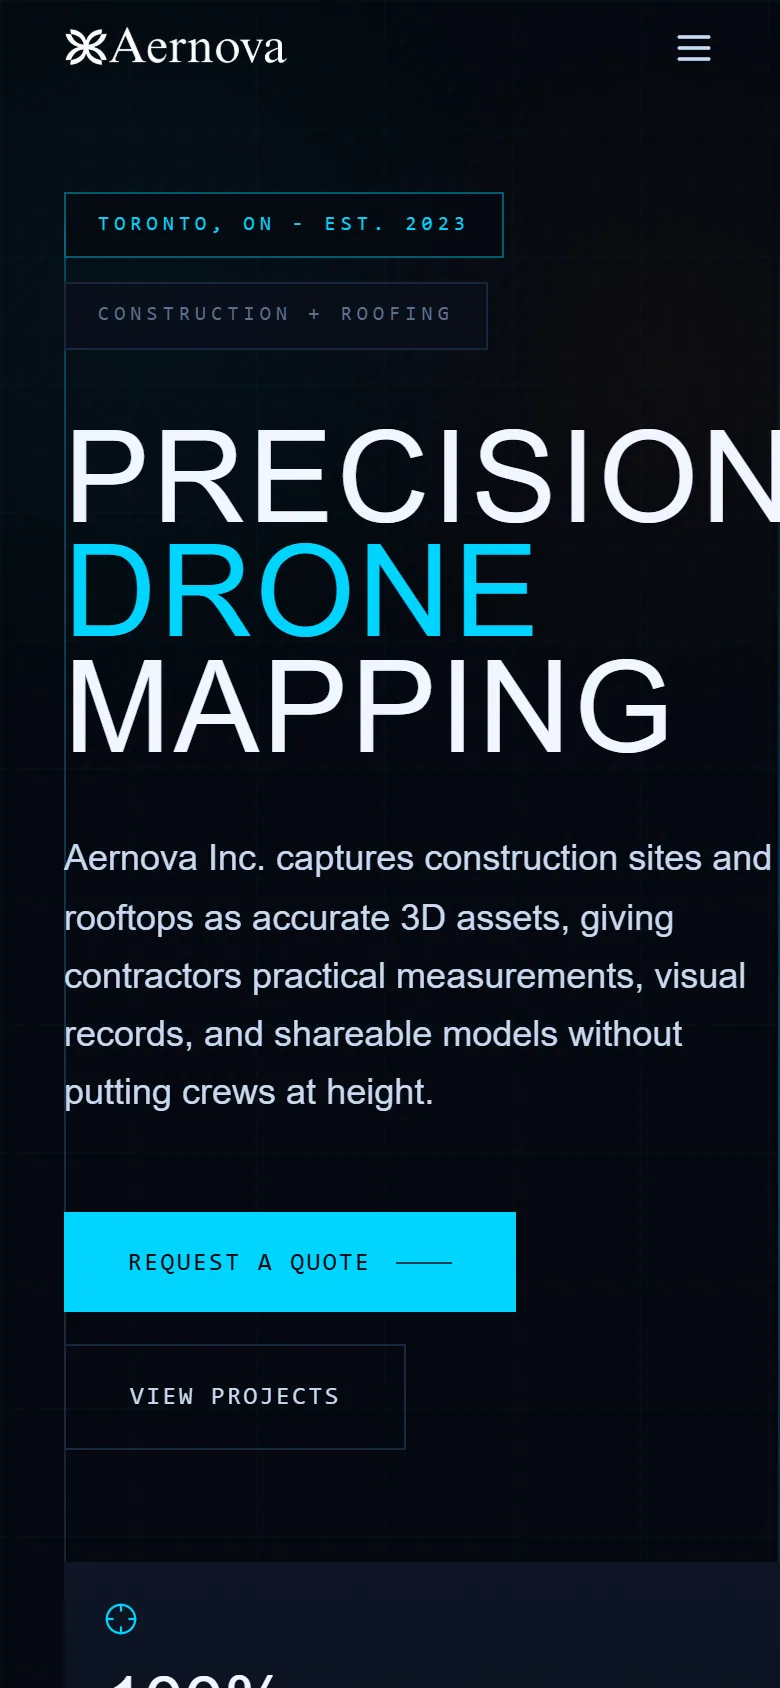 Aernova
TORONTO, ON - EST. 2023
CONSTRUCTION + ROOFING
PRECISION
DRONE
MAPPING
Aernova Inc. captures construction sites and
rooftops as accurate 3D assets, giving
contractors practical measurements, visual
records, and shareable models without
putting crews at height.
REQUEST A QUOTE
VIEW PROJECTS
100%